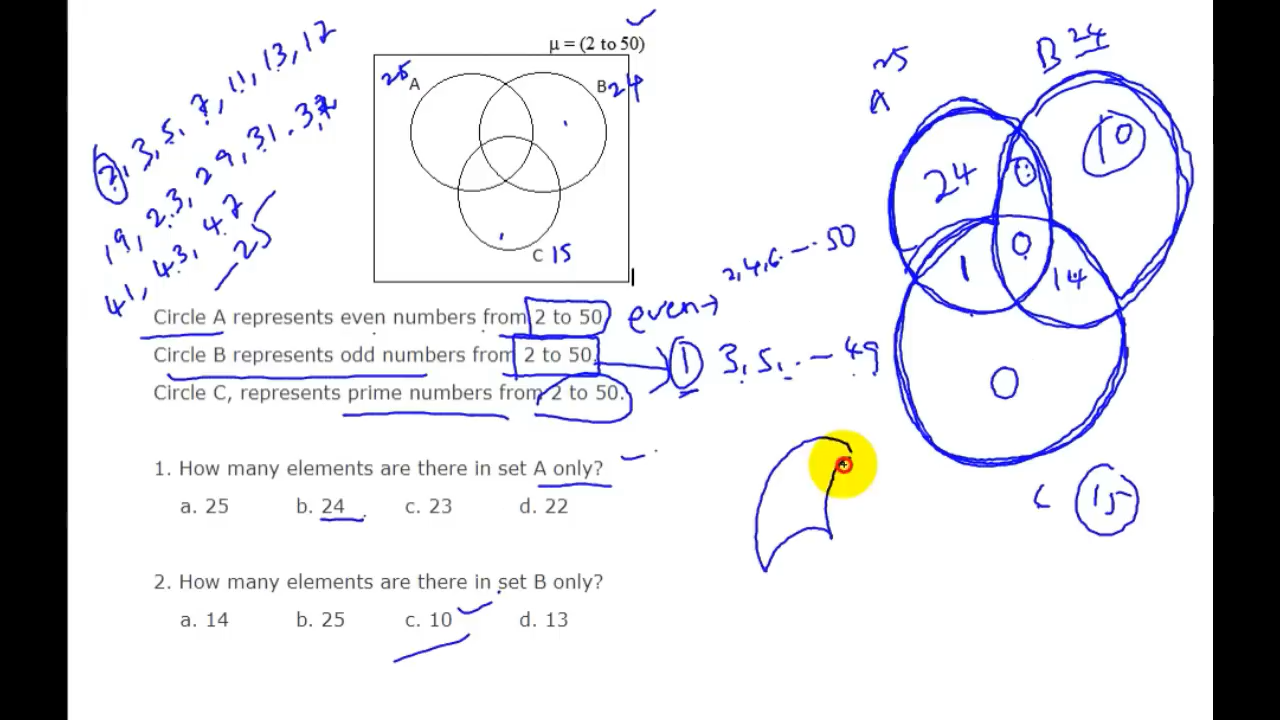 μ = (2 to 50)
25 A
B 24
C 15
2, 3, 5, 7, 11, 13, 17
19, 23, 29, 31, 37
41, 43, 47
25
Circle A represents even numbers from 2 to 50
Circle B represents odd numbers from 2 to 50.
Circle C, represents prime numbers from 2 to 50.
even→ 2, 4, 6 -- .. 50
1 3, 5, .. - 49
1. How many elements are there in set A only?
a. 25 b. 24 c. 23 d. 22
2. How many elements are there in set B only?
a. 14 b. 25 c. 10 d. 13
25
A
B 24
24 0 10
1 0 14
0
C 15